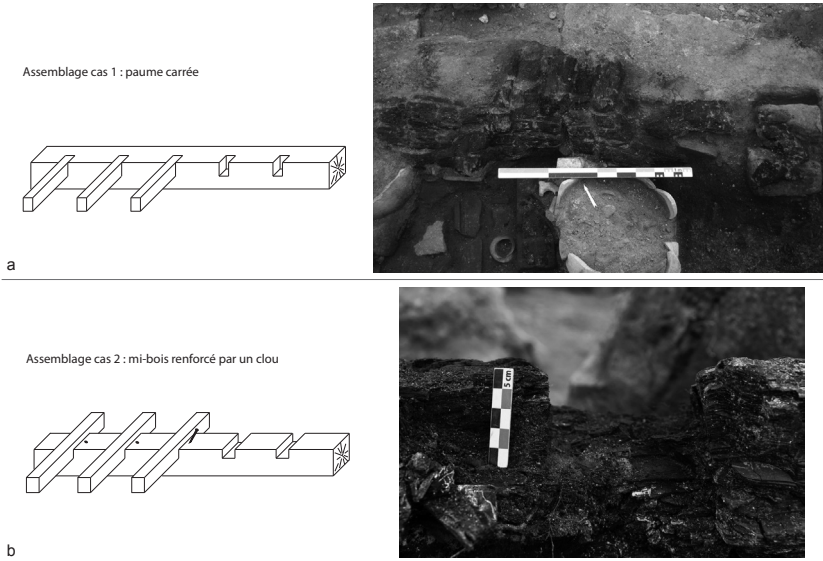 Assemblage cas 1 : paume carrée
a
Assemblage cas 2 : mi-bois renforcé par un clou
5 cm
b